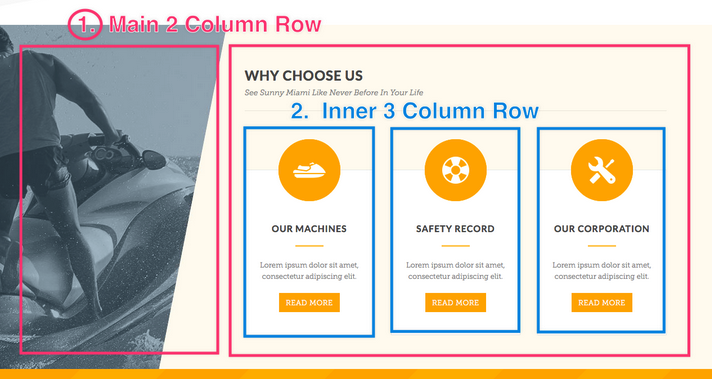 1. Main 2 Column Row
WHY CHOOSE US
See Sunny Miami Like Never Before In Your Life
2. Inner 3 Column Row
OUR MACHINES
Lorem ipsum dolor sit amet,
consectetur adipiscing elit.
READ MORE
SAFETY RECORD
Lorem ipsum dolor sit amet,
consectetur adipiscing elit.
READ MORE
OUR CORPORATION
Lorem ipsum dolor sit amet,
consectetur adipiscing elit.
READ MORE